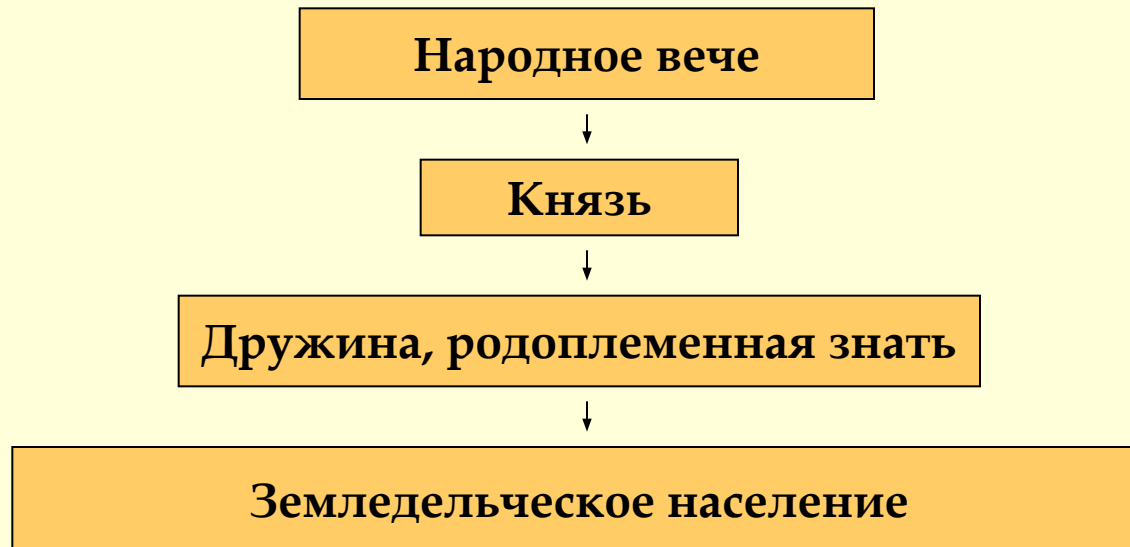 Народное вече
Князь
Дружина, родоплеменная знать
Земледельческое население